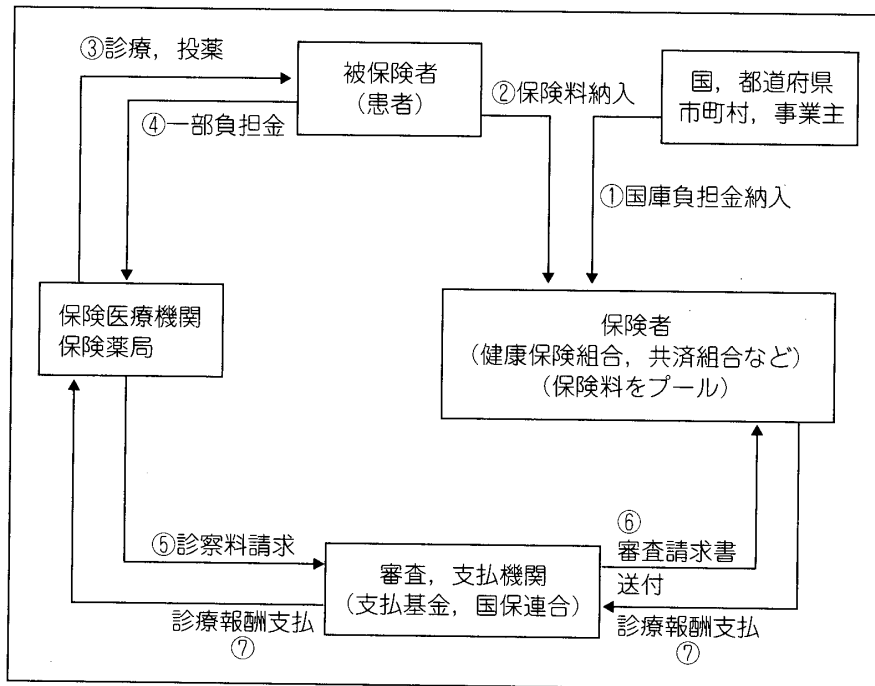 ③診療，投薬
被保険者
（患者）
②保険料納入
国，都道府県
市町村，事業主
④一部負担金
①国庫負担金納入
保険医療機関
保険薬局
保険者
（健康保険組合，共済組合など）
（保険料をプール）
⑤診察料請求
審査，支払機関
（支払基金，国保連合）
⑥
審査請求書
送付
診療報酬支払
⑦
診療報酬支払
⑦